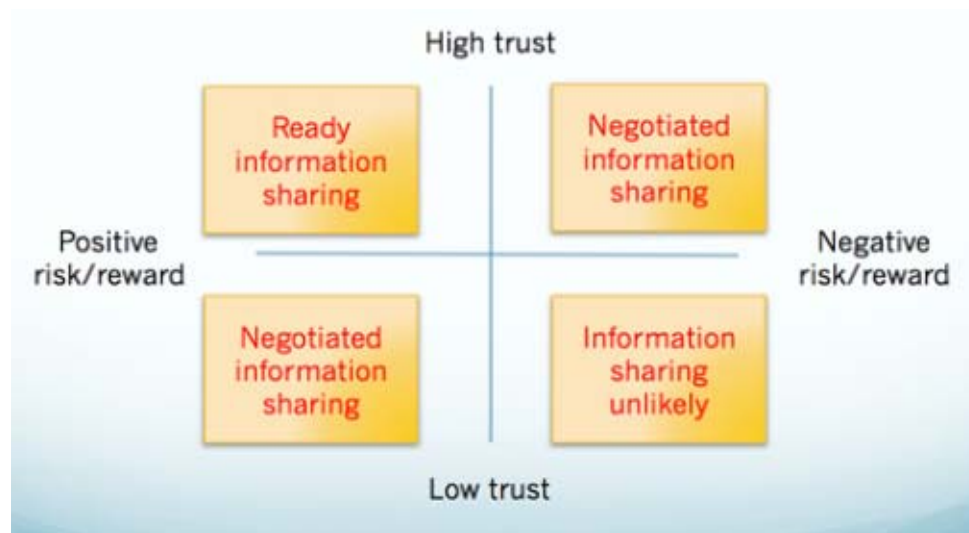 High trust
Ready
information
sharing
Negotiated
information
sharing
Positive
risk/reward
Negative
risk/reward
Negotiated
information
sharing
Information
sharing
unlikely
Low trust